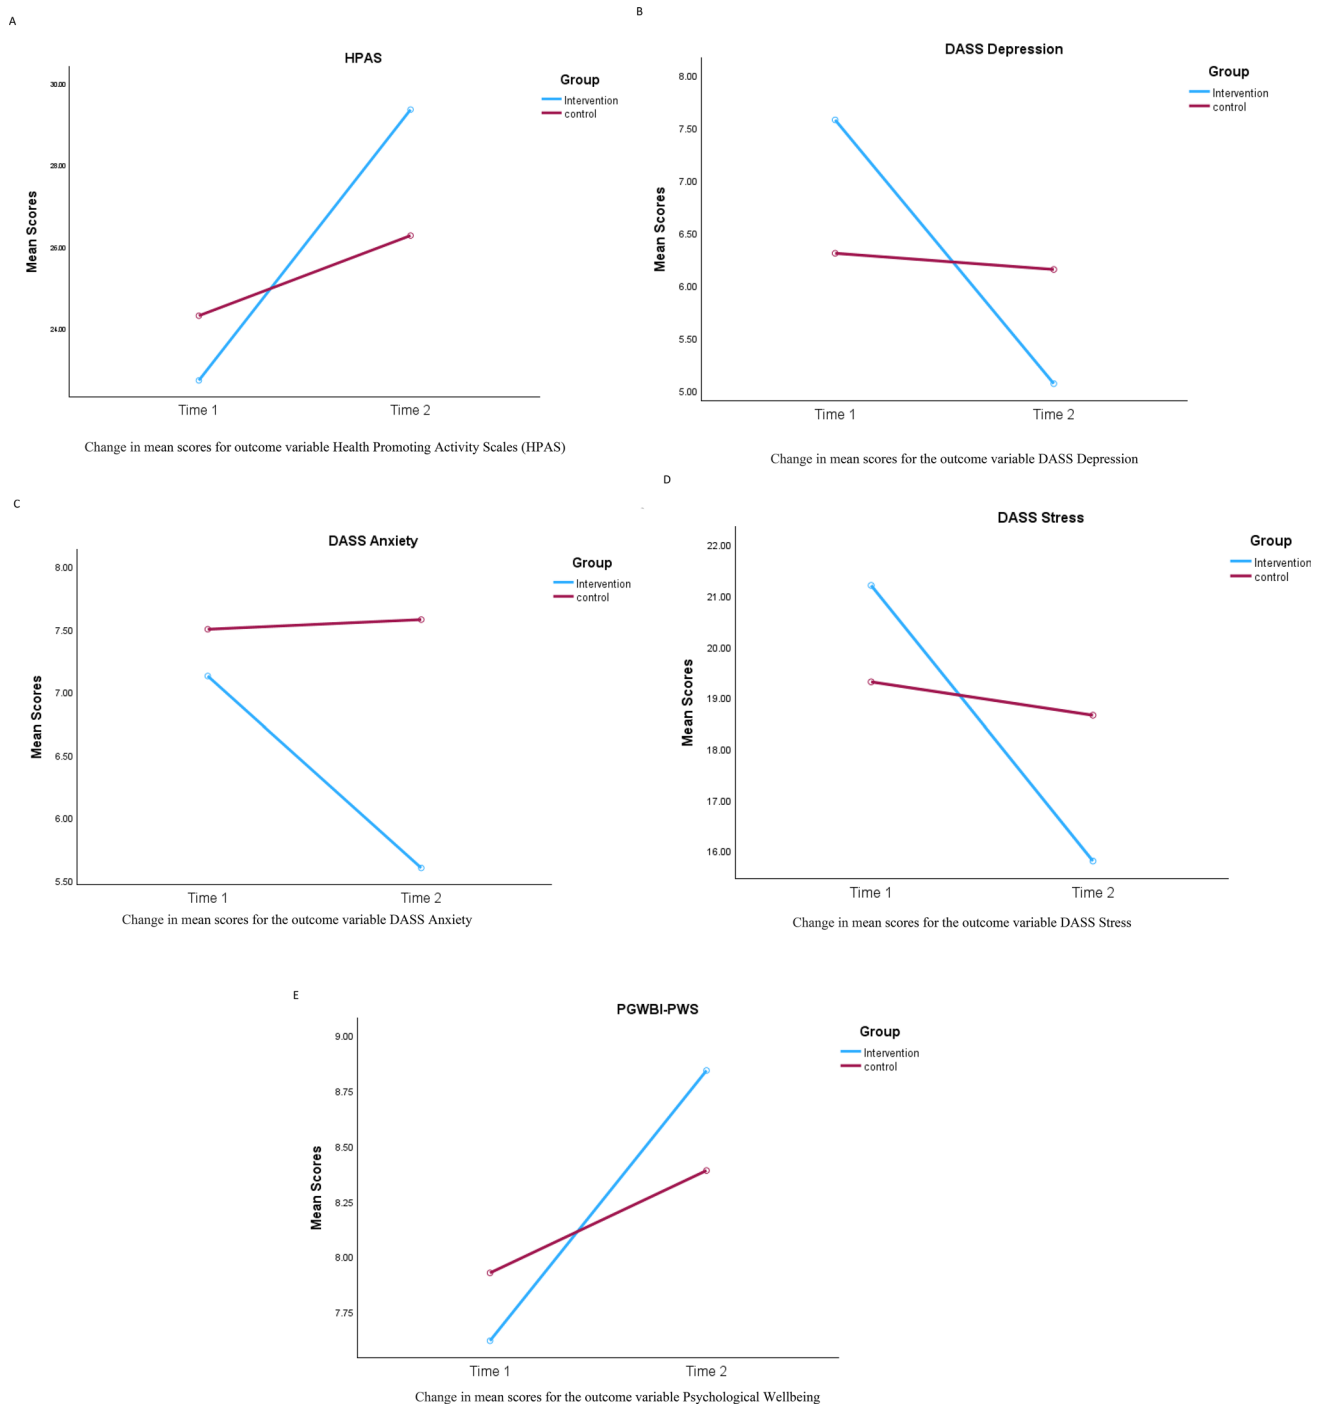 A
HPAS
Group
Intervention
control
30.00
28.00
26.00
24.00
Mean Scores
Time 1
Time 2
Change in mean scores for outcome variable Health Promoting Activity Scales (HPAS)
B
DASS Depression
Group
Intervention
control
8.00
7.50
7.00
6.50
6.00
5.50
5.00
Mean Scores
Time 1
Time 2
Change in mean scores for the outcome variable DASS Depression
C
DASS Anxiety
Group
Intervention
control
8.00
7.50
7.00
6.50
6.00
5.50
Mean Scores
Time 1
Time 2
Change in mean scores for the outcome variable DASS Anxiety
D
DASS Stress
Group
Intervention
control
22.00
21.00
20.00
19.00
18.00
17.00
16.00
Mean Scores
Time 1
Time 2
Change in mean scores for the outcome variable DASS Stress
E
PGWBI-PWS
Group
Intervention
control
9.00
8.75
8.50
8.25
8.00
7.75
Mean Scores
Time 1
Time 2
Change in mean scores for the outcome variable Psychological Wellbeing